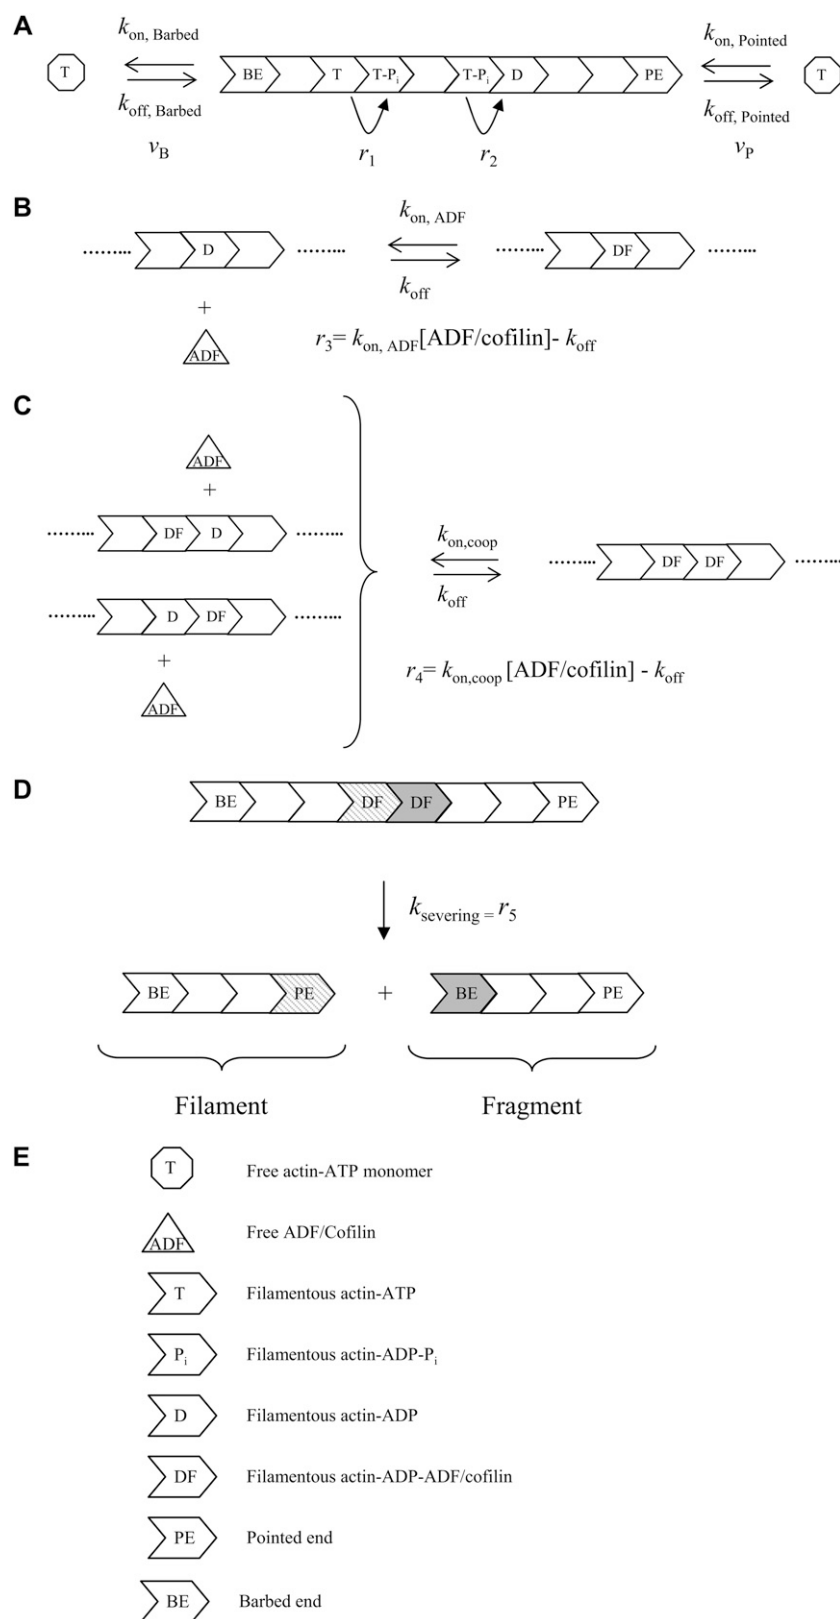 A
k_on, Barbed
k_on, Pointed
T BE T T-P_i T-P_i D PE T
k_off, Barbed
k_off, Pointed
v_B
r_1
r_2
v_P
B
k_on, ADF
......... D ......... ......... DF .........
k_off
+
ADF
r_3= k_on, ADF[ADF/cofilin]- k_off
C
ADF
+
......... DF D .........
k_on,coop
......... DF DF .........
k_off
......... D DF .........
+
ADF
r_4= k_on,coop [ADF/cofilin] - k_off
D
BE DF DF PE
k_severing = r_5
BE PE + BE PE
Filament Fragment
E
T Free actin-ATP monomer
ADF Free ADF/Cofilin
T Filamentous actin-ATP
P_i Filamentous actin-ADP-P_i
D Filamentous actin-ADP
DF Filamentous actin-ADP-ADF/cofilin
PE Pointed end
BE Barbed end